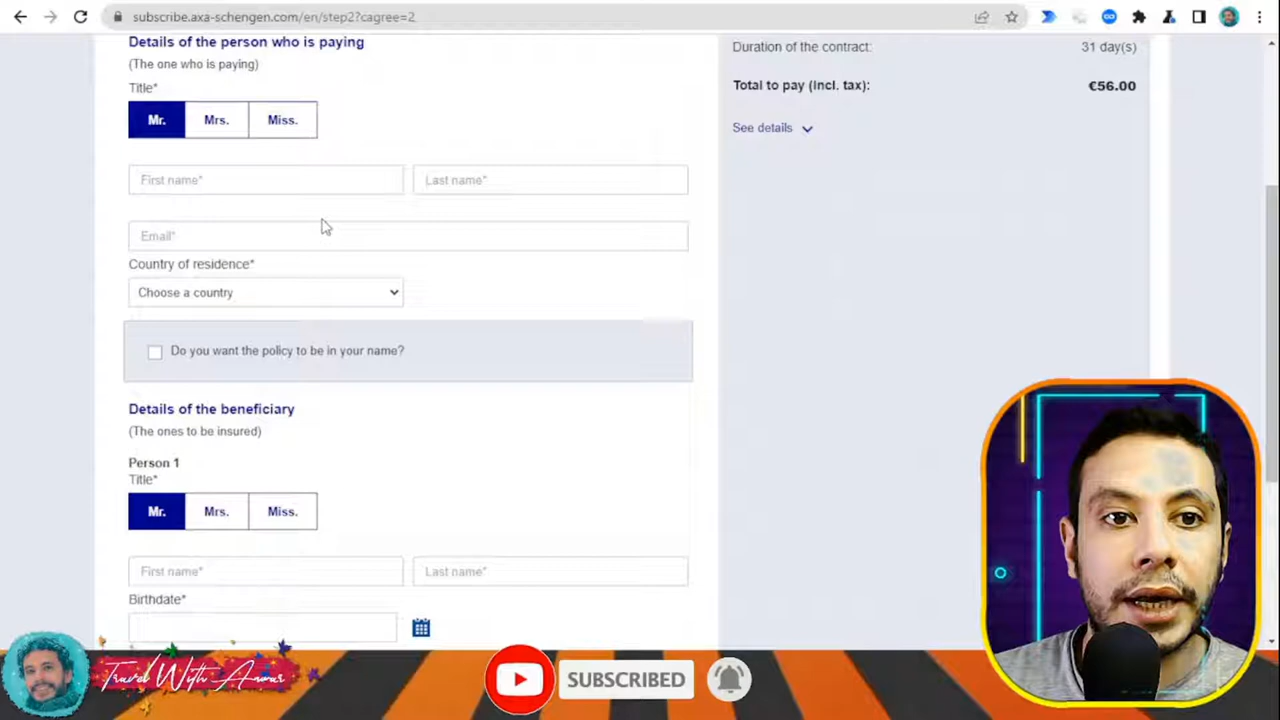 subscribe.axa-schengen.com/en/step2?cagree=2
Details of the person who is paying
(The one who is paying)
Title*
Mr.
Mrs.
Miss.
First name*
Last name*
Email*
Country of residence*
Choose a country
Do you want the policy to be in your name?
Details of the beneficiary
(The ones to be insured)
Person 1
Title*
Mr.
Mrs.
Miss.
First name*
Last name*
Birthdate*
Duration of the contract: 31 day(s)
Total to pay (incl. tax): €56.00
See details
Travel With Anouar
SUBSCRIBED